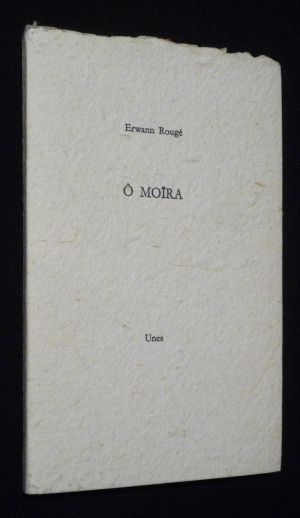 Erwann Rougé
Ô MOÏRA
Unes